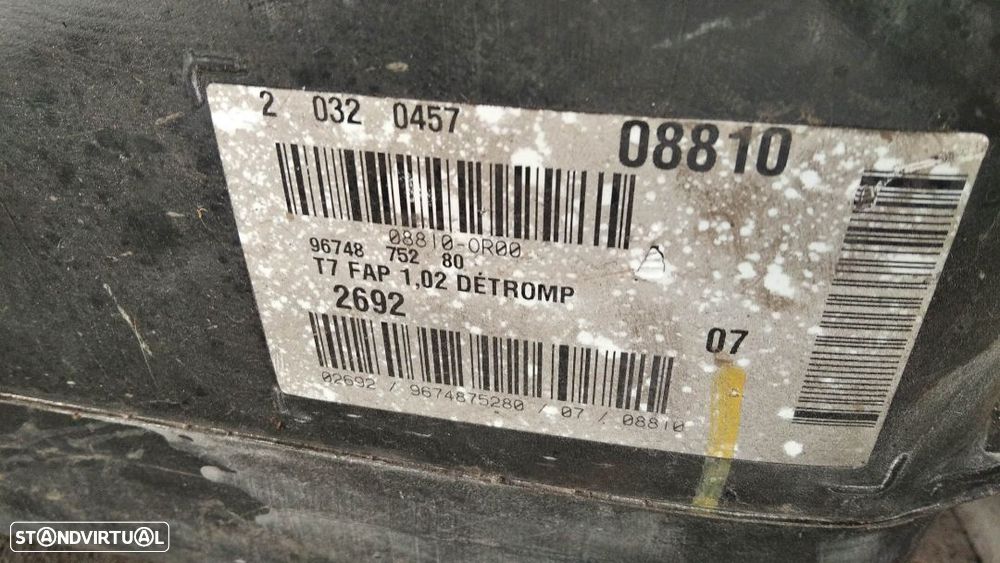 2 032 0457
08810
08810-0R00
96748 752 80
A
T7 FAP 1,02 DÉTROMP
2692
07
02692 / 9674875280 / 07 / 08810
STANDVIRTUAL